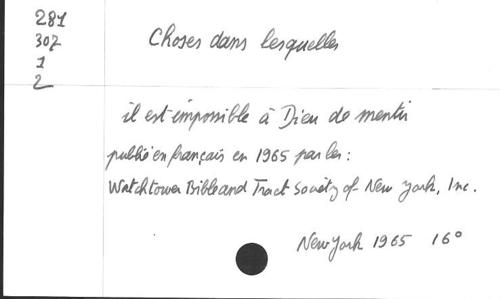 281
307
1
2
Choses dans lesquelles
il est impossible à Dieu de mentir
publié en français en 1965 par les :
Watchtower Bible and Tract Society of New York, Inc.
New York 1965 16°